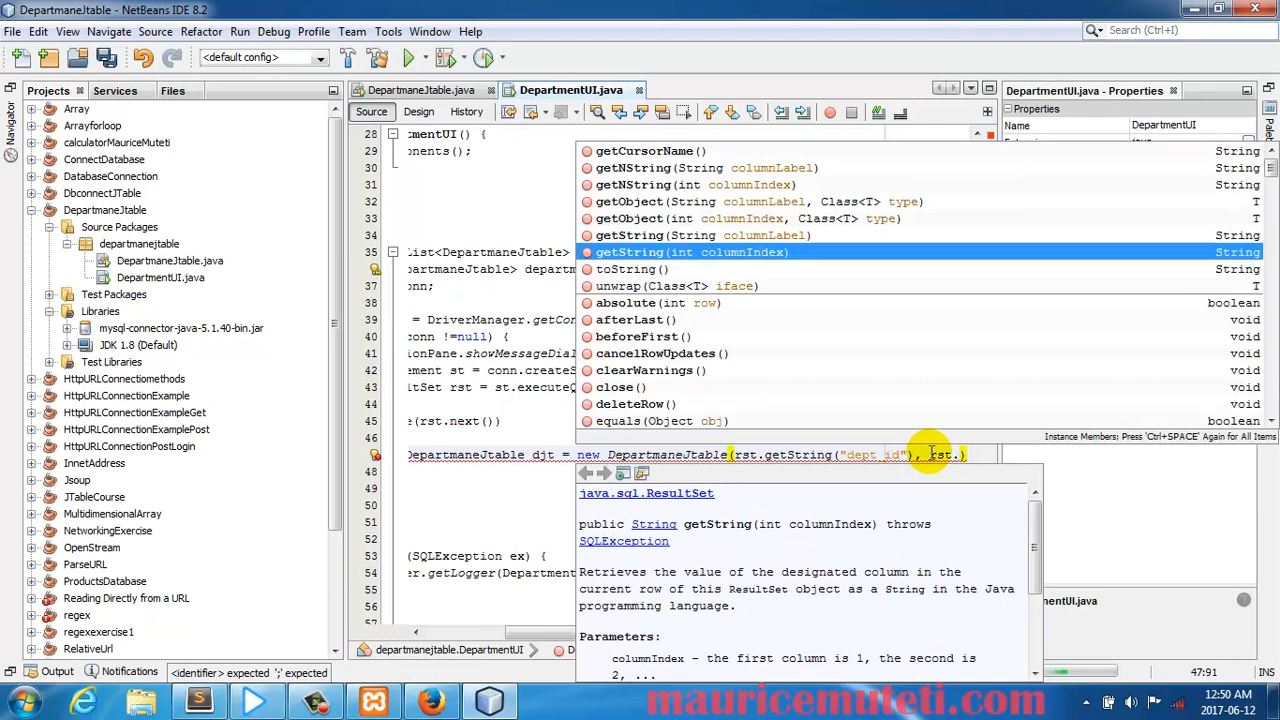 DepartmaneJtable - NetBeans IDE 8.2
File Edit View Navigate Source Refactor Run Debug Profile Team Tools Window Help
Search (Ctrl+I)
<default config>
Projects Services Files
DepartmaneJtable.java DepartmentUI.java
DepartmentUI.java - Properties
Source Design History
Properties
Name DepartmentUI
Navigator
Palette
Array
Arrayforloop
calculatorMauriceMuteti
ConnectDatabase
DatabaseConnection
DbconnectJTable
DepartmaneJtable
Source Packages
departmanejtable
DepartmaneJtable.java
DepartmentUI.java
Test Packages
Libraries
mysql-connector-java-5.1.40-bin.jar
JDK 1.8 (Default)
Test Libraries
HttpURLConnectiomethods
HttpURLConnectionExample
HttpURLConnectionExampleGet
HttpURLConnectionExamplePost
HttpURLConnectionPostLogin
InnetAddress
Jsoup
JTable
MultidimensionalArray
NetworkingExercise
OpenStream
ParseURL
ProductsDatabase
Reading Directly from a URL
regex
regexexercise1
RelativeUrl
28 mentUI() {
29 ponents();
30
31
32
35 List<DepartmaneJtable>
partmaneJtable> depart
conn;
38
39 = DriverManager.getCon
40 conn !=null) {
41 ionPane.showMessageDial
42 ement st = conn.createS
43 ltSet rst = st.executeQ
44
45 e(rst.next())
46
DepartmaneJtable djt = new DepartmaneJtable(rst.getString("dept_id"), rst.)
48
49
50
51
52
53 (SQLException ex) {
54 er.getLogger(Department
55
56
57
getCursorName() String
getNString(String columnLabel) String
getNString(int columnIndex) String
getObject(String columnLabel, Class<T> type) T
getObject(int columnIndex, Class<T> type) T
getString(String columnLabel) String
getString(int columnIndex) String
toString() String
unwrap(Class<T> iface) T
absolute(int row) boolean
afterLast() void
beforeFirst() void
cancelRowUpdates() void
clearWarnings() void
close() void
deleteRow() void
equals(Object obj) boolean
Instance Members; Press 'Ctrl+SPACE' Again for All Items
java.sql.ResultSet
public String getString(int columnIndex) throws
SQLException
Retrieves the value of the designated column in the
current row of this ResultSet object as a String in the Java
programming language.
Parameters:
columnIndex - the first column is 1, the second is
2, ...
mentUI.java
departmanejtable.DepartmentUI
Output Notifications <identifier> expected ';' expected
47:91 INS
mauricemuteti.com
12:50 AM
2017-06-12